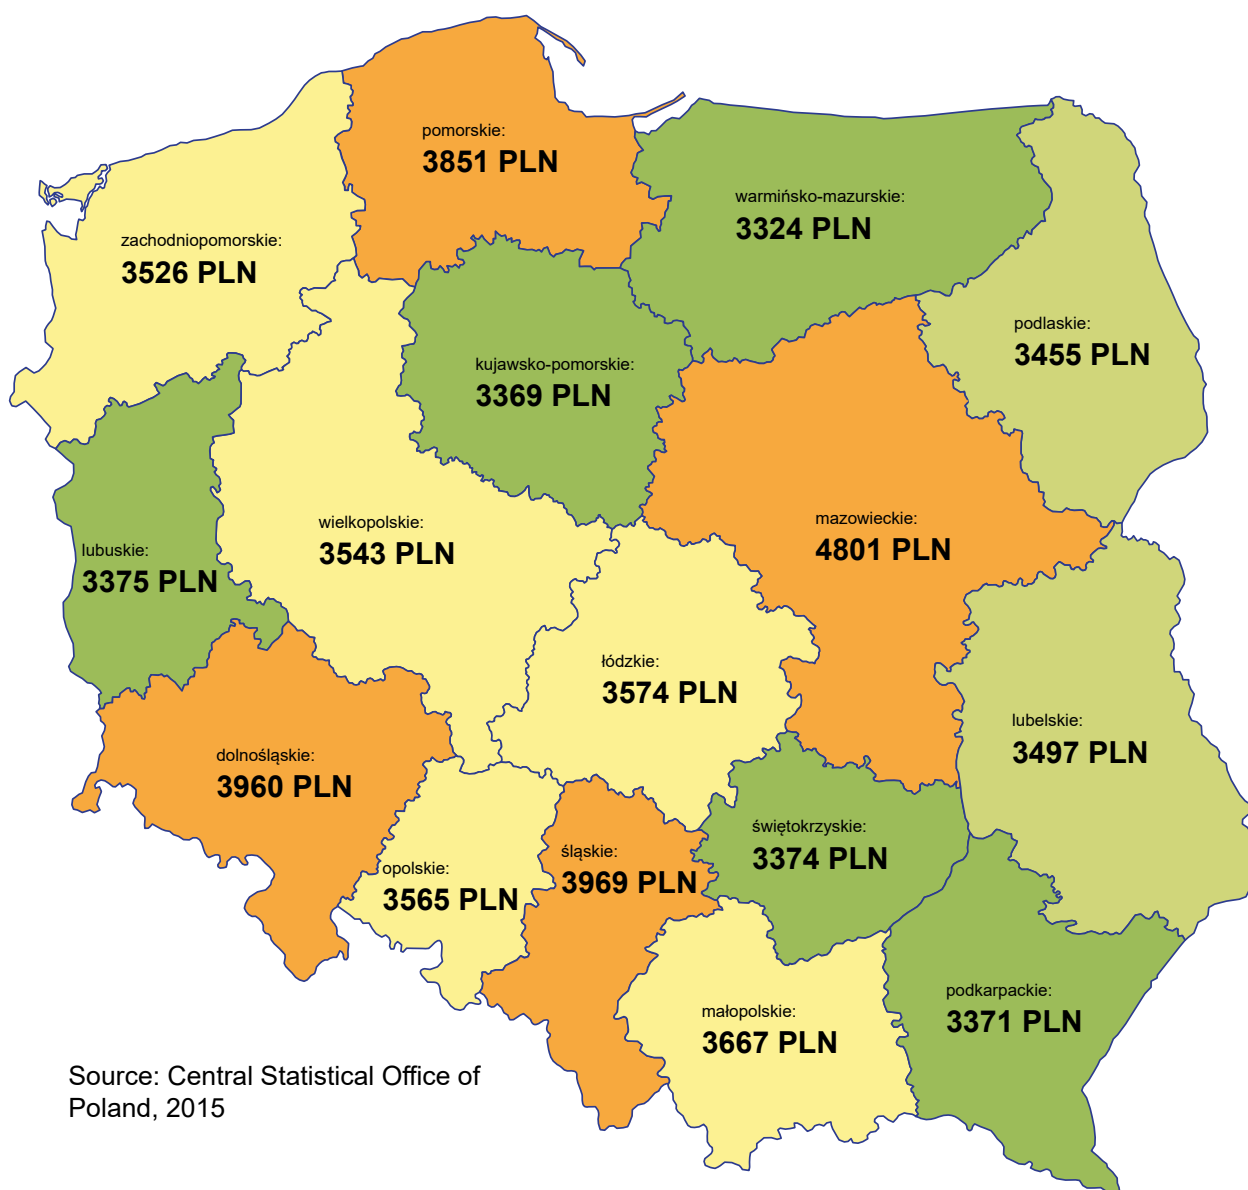 pomorskie:
3851 PLN
warmińsko-mazurskie:
3324 PLN
zachodniopomorskie:
3526 PLN
podlaskie:
3455 PLN
kujawsko-pomorskie:
3369 PLN
wielkopolskie:
3543 PLN
mazowieckie:
4801 PLN
lubuskie:
3375 PLN
łódzkie:
3574 PLN
lubelskie:
3497 PLN
dolnośląskie:
3960 PLN
świętokrzyskie:
3374 PLN
śląskie:
3969 PLN
opolskie:
3565 PLN
podkarpackie:
3371 PLN
małopolskie:
3667 PLN
Source: Central Statistical Office of
Poland, 2015